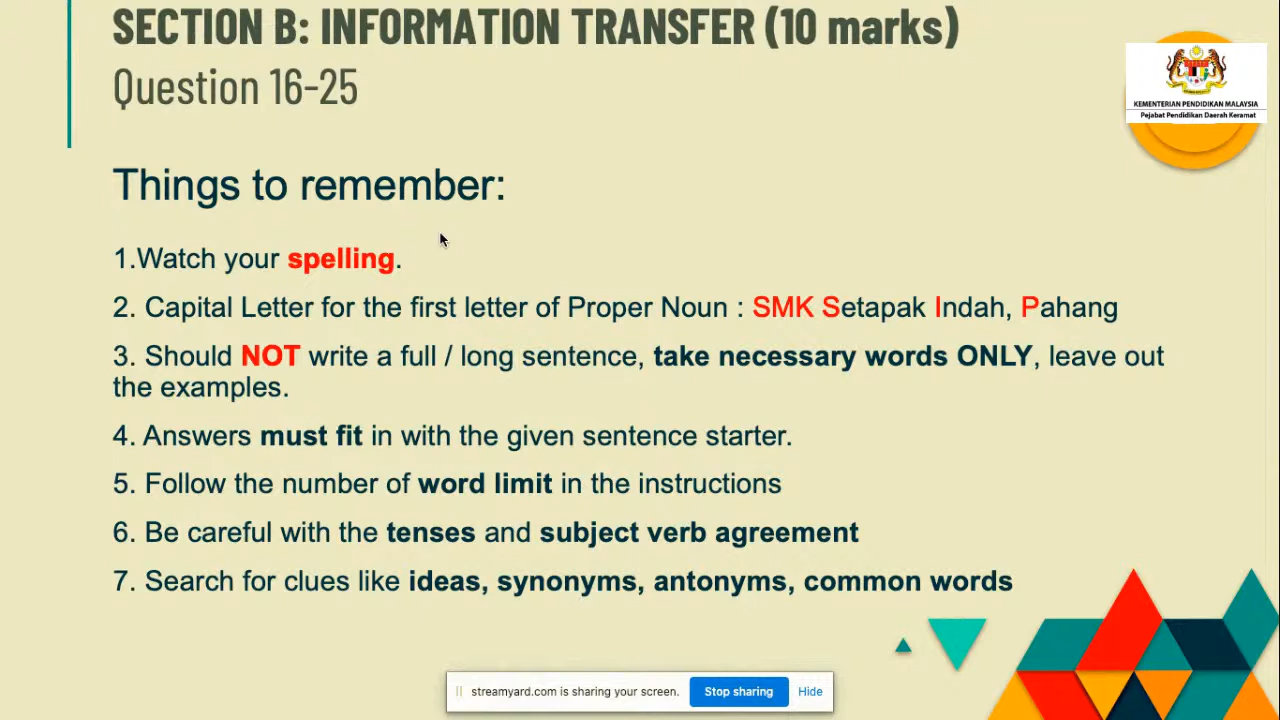 SECTION B: INFORMATION TRANSFER (10 marks)
Question 16-25
KEMENTERIAN PENDIDIKAN MALAYSIA
Pejabat Pendidikan Daerah Keramat
Things to remember:
1.Watch your spelling.
2. Capital Letter for the first letter of Proper Noun : SMK Setapak Indah, Pahang
3. Should NOT write a full / long sentence, take necessary words ONLY, leave out
the examples.
4. Answers must fit in with the given sentence starter.
5. Follow the number of word limit in the instructions
6. Be careful with the tenses and subject verb agreement
7. Search for clues like ideas, synonyms, antonyms, common words
streamyard.com is sharing your screen. Stop sharing Hide